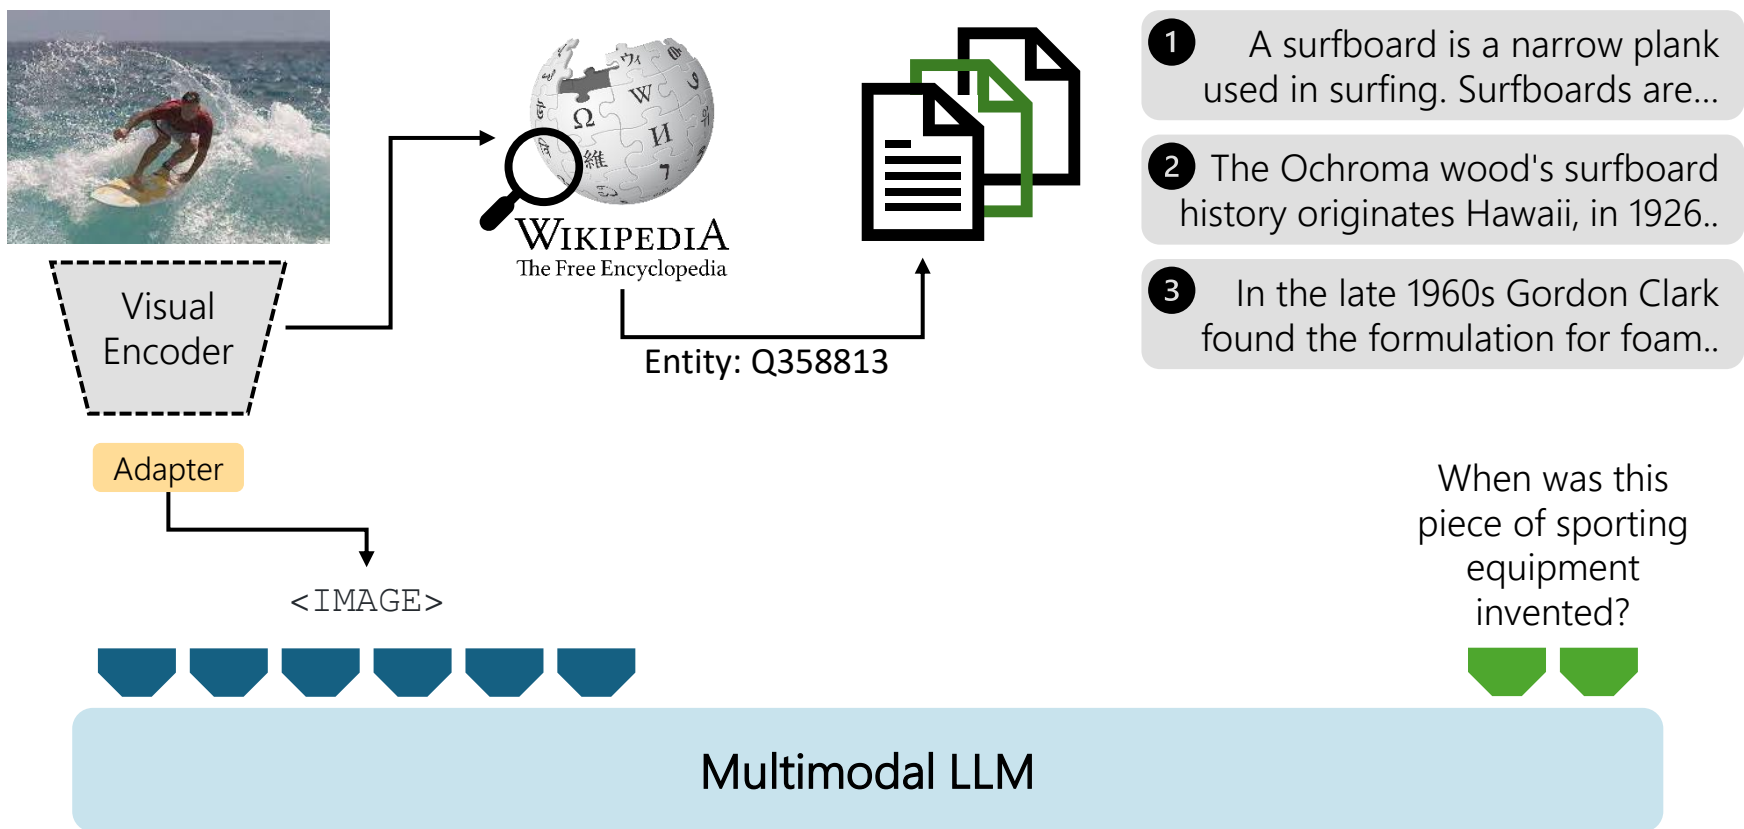 1 A surfboard is a narrow plank
used in surfing. Surfboards are...
2 The Ochroma wood's surfboard
history originates Hawaii, in 1926..
3 In the late 1960s Gordon Clark
found the formulation for foam..
Ω
W
И
維
WIKIPEDIA
The Free Encyclopedia
Entity: Q358813
Visual
Encoder
Adapter
<IMAGE>
When was this
piece of sporting
equipment
invented?
Multimodal LLM